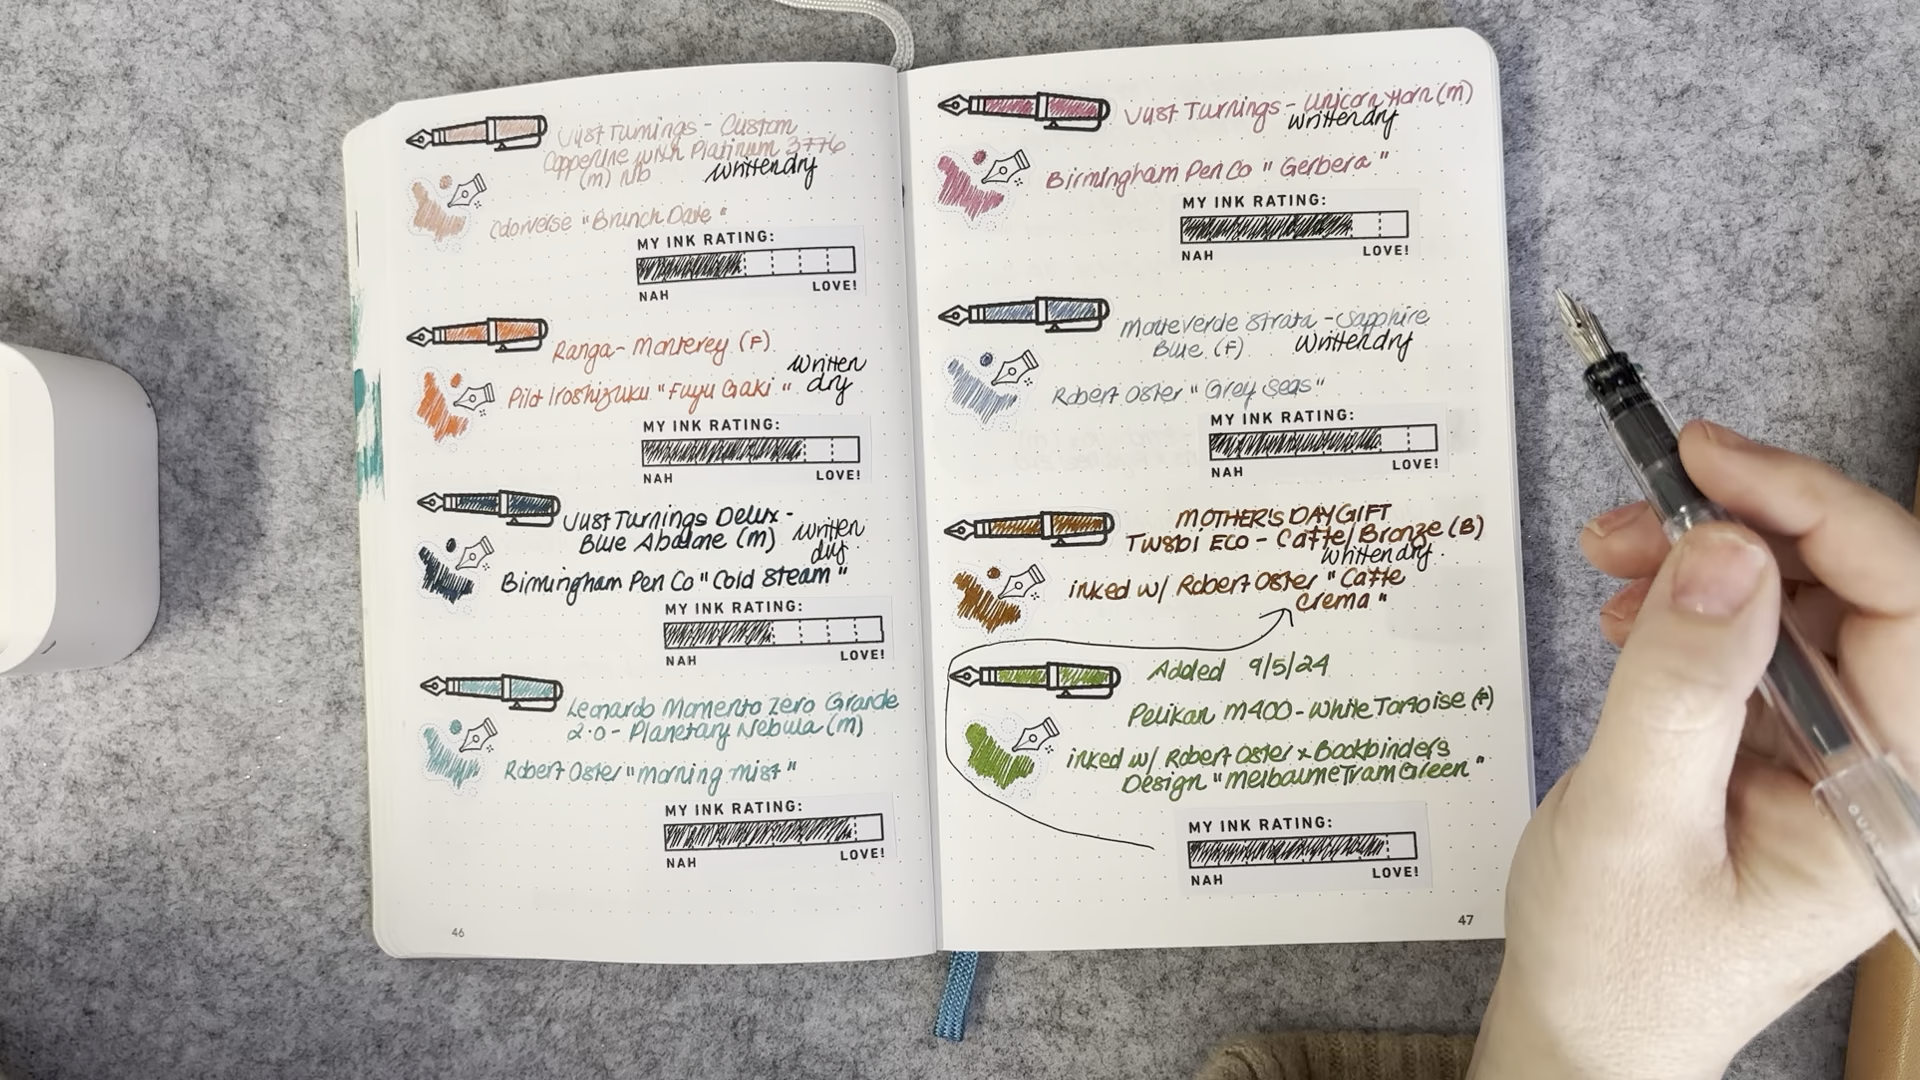 Just Turnings - Custom
Copperline with Platinum 3776
(m) nib
written dry
Colorverse "Brunch Date"
MY INK RATING:
NAH LOVE!
Ranga - Monterey (F)
written
dry
Pilot Iroshizuku "Fuyu Gaki"
MY INK RATING:
NAH LOVE!
Just Turnings Delux -
Blue Abalone (m)
written
dry
Birmingham Pen Co "Cold Steam"
MY INK RATING:
NAH LOVE!
Leonardo Momento Zero Grande
2.0 - Planetary Nebula (m)
Robert Oster "morning mist"
MY INK RATING:
NAH LOVE!
46
Just Turnings - Unicorn Horn (m)
written dry
Birmingham Pen Co "Gerbera"
MY INK RATING:
NAH LOVE!
Monteverde Strata - Sapphire
Blue (F)
written dry
Robert Oster "Grey Seas"
MY INK RATING:
NAH LOVE!
MOTHER'S DAY GIFT
Twsbi ECO - Caffe/Bronze (B)
written dry.
inked w/ Robert Oster "Caffe
Crema"
Added 9/5/24
Pelikan m400 - White Tortoise (F)
inked w/ Robert Oster x Bookbinders
Design "Melbourne Tram Green"
MY INK RATING:
NAH LOVE!
47